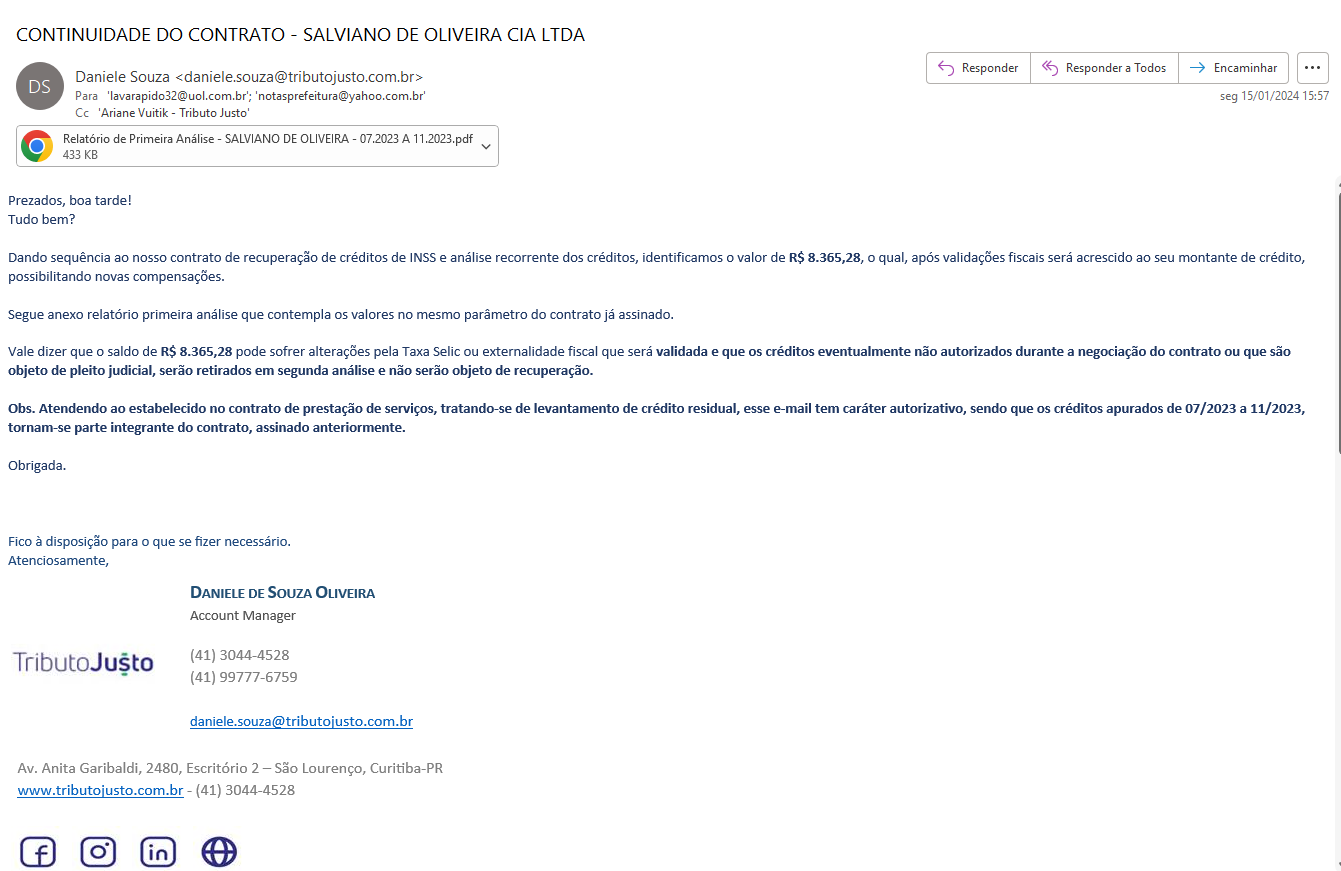 CONTINUIDADE DO CONTRATO - SALVIANO DE OLIVEIRA CIA LTDA
DS
Daniele Souza <daniele.souza@tributojusto.com.br>
Para 'lavarapido32@uol.com.br'; 'notasprefeitura@yahoo.com.br'
Cc 'Ariane Vuitik - Tributo Justo'
Responder
Responder a Todos
Encaminhar
seg 15/01/2024 15:57
Relatório de Primeira Análise - SALVIANO DE OLIVEIRA - 07.2023 A 11.2023.pdf
433 KB
Prezados, boa tarde!
Tudo bem?
Dando sequência ao nosso contrato de recuperação de créditos de INSS e análise recorrente dos créditos, identificamos o valor de R$ 8.365,28, o qual, após validações fiscais será acrescido ao seu montante de crédito,
possibilitando novas compensações.
Segue anexo relatório primeira análise que contempla os valores no mesmo parâmetro do contrato já assinado.
Vale dizer que o saldo de R$ 8.365,28 pode sofrer alterações pela Taxa Selic ou externalidade fiscal que será validada e que os créditos eventualmente não autorizados durante a negociação do contrato ou que são
objeto de pleito judicial, serão retirados em segunda análise e não serão objeto de recuperação.
Obs. Atendendo ao estabelecido no contrato de prestação de serviços, tratando-se de levantamento de crédito residual, esse e-mail tem caráter autorizativo, sendo que os créditos apurados de 07/2023 a 11/2023,
tornam-se parte integrante do contrato, assinado anteriormente.
Obrigada.
Fico à disposição para o que se fizer necessário.
Atenciosamente,
DANIELE DE SOUZA OLIVEIRA
Account Manager
(41) 3044-4528
(41) 99777-6759
TributoJusto
daniele.souza@tributojusto.com.br
Av. Anita Garibaldi, 2480, Escritório 2 – São Lourenço, Curitiba-PR
www.tributojusto.com.br - (41) 3044-4528